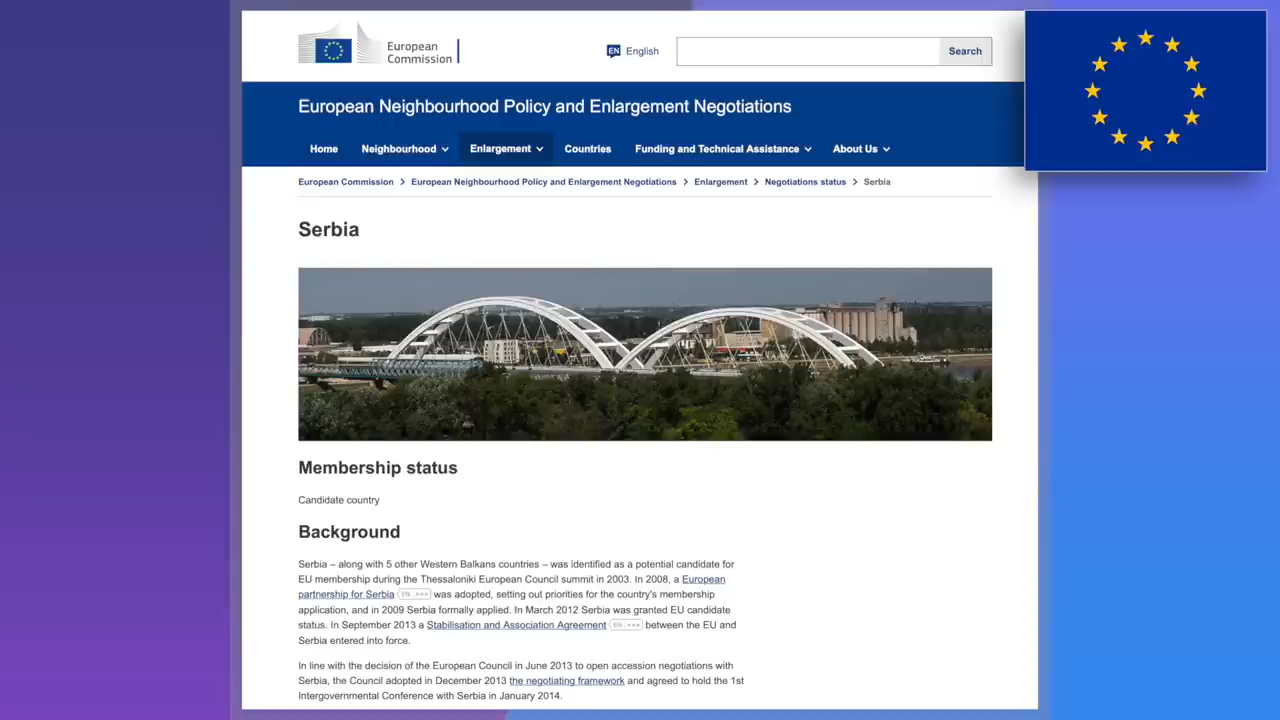 European
Commission
EN English
Search
European Neighbourhood Policy and Enlargement Negotiations
Home Neighbourhood Enlargement Countries Funding and Technical Assistance About Us
European Commission > European Neighbourhood Policy and Enlargement Negotiations > Enlargement > Negotiations status > Serbia
Serbia
Membership status
Candidate country
Background
Serbia – along with 5 other Western Balkans countries – was identified as a potential candidate for
EU membership during the Thessaloniki European Council summit in 2003. In 2008, a European
partnership for Serbia EN ••• was adopted, setting out priorities for the country's membership
application, and in 2009 Serbia formally applied. In March 2012 Serbia was granted EU candidate
status. In September 2013 a Stabilisation and Association Agreement EN ••• between the EU and
Serbia entered into force.
In line with the decision of the European Council in June 2013 to open accession negotiations with
Serbia, the Council adopted in December 2013 the negotiating framework and agreed to hold the 1st
Intergovernmental Conference with Serbia in January 2014.